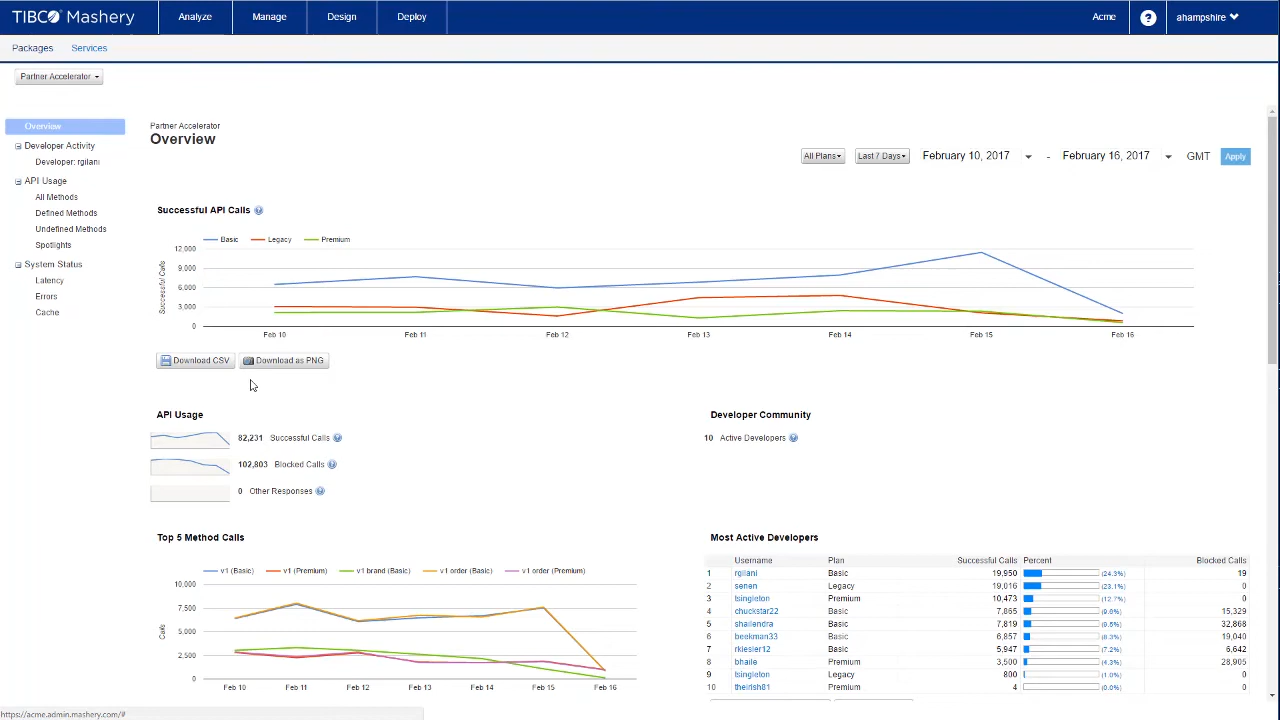 TIBCO Mashery Analyze Manage Design Deploy Acme ? ahampshire
Packages Services
Partner Accelerator
Overview
Developer Activity
Developer: rgilani
API Usage
All Methods
Defined Methods
Undefined Methods
Spotlights
System Status
Latency
Errors
Cache
Partner Accelerator
Overview
All Plans Last 7 Days February 10, 2017 - February 16, 2017 GMT Apply
Successful API Calls ?
Basic Legacy Premium
Successful Calls
12,000
9,000
6,000
3,000
0
Feb 10 Feb 11 Feb 12 Feb 13 Feb 14 Feb 15 Feb 16
Download CSV Download as PNG
API Usage
82,231 Successful Calls ?
102,803 Blocked Calls ?
0 Other Responses ?
Developer Community
10 Active Developers ?
Top 5 Method Calls
v1 (Basic) v1 (Premium) v1 brand (Basic) v1 order (Basic) v1 order (Premium)
Calls
10,000
7,500
5,000
2,500
0
Feb 10 Feb 11 Feb 12 Feb 13 Feb 14 Feb 15 Feb 16
Most Active Developers
Username Plan Successful Calls Percent Blocked Calls
1 rgilani Basic 19,950 (24.3%) 19
2 senen Legacy 19,016 (23.1%) 0
3 tsingleton Premium 10,473 (12.7%) 0
4 chuckstar22 Basic 7,865 (9.6%) 15,329
5 shailendra Basic 7,819 (9.5%) 32,868
6 beekman33 Basic 6,857 (8.3%) 19,040
7 rkiesler12 Basic 5,947 (7.2%) 6,642
8 bhaile Premium 3,500 (4.3%) 28,905
9 tsingleton Legacy 800 (1.0%) 0
10 theirish81 Premium 4 (0.0%) 0
https://acme.admin.mashery.com/#